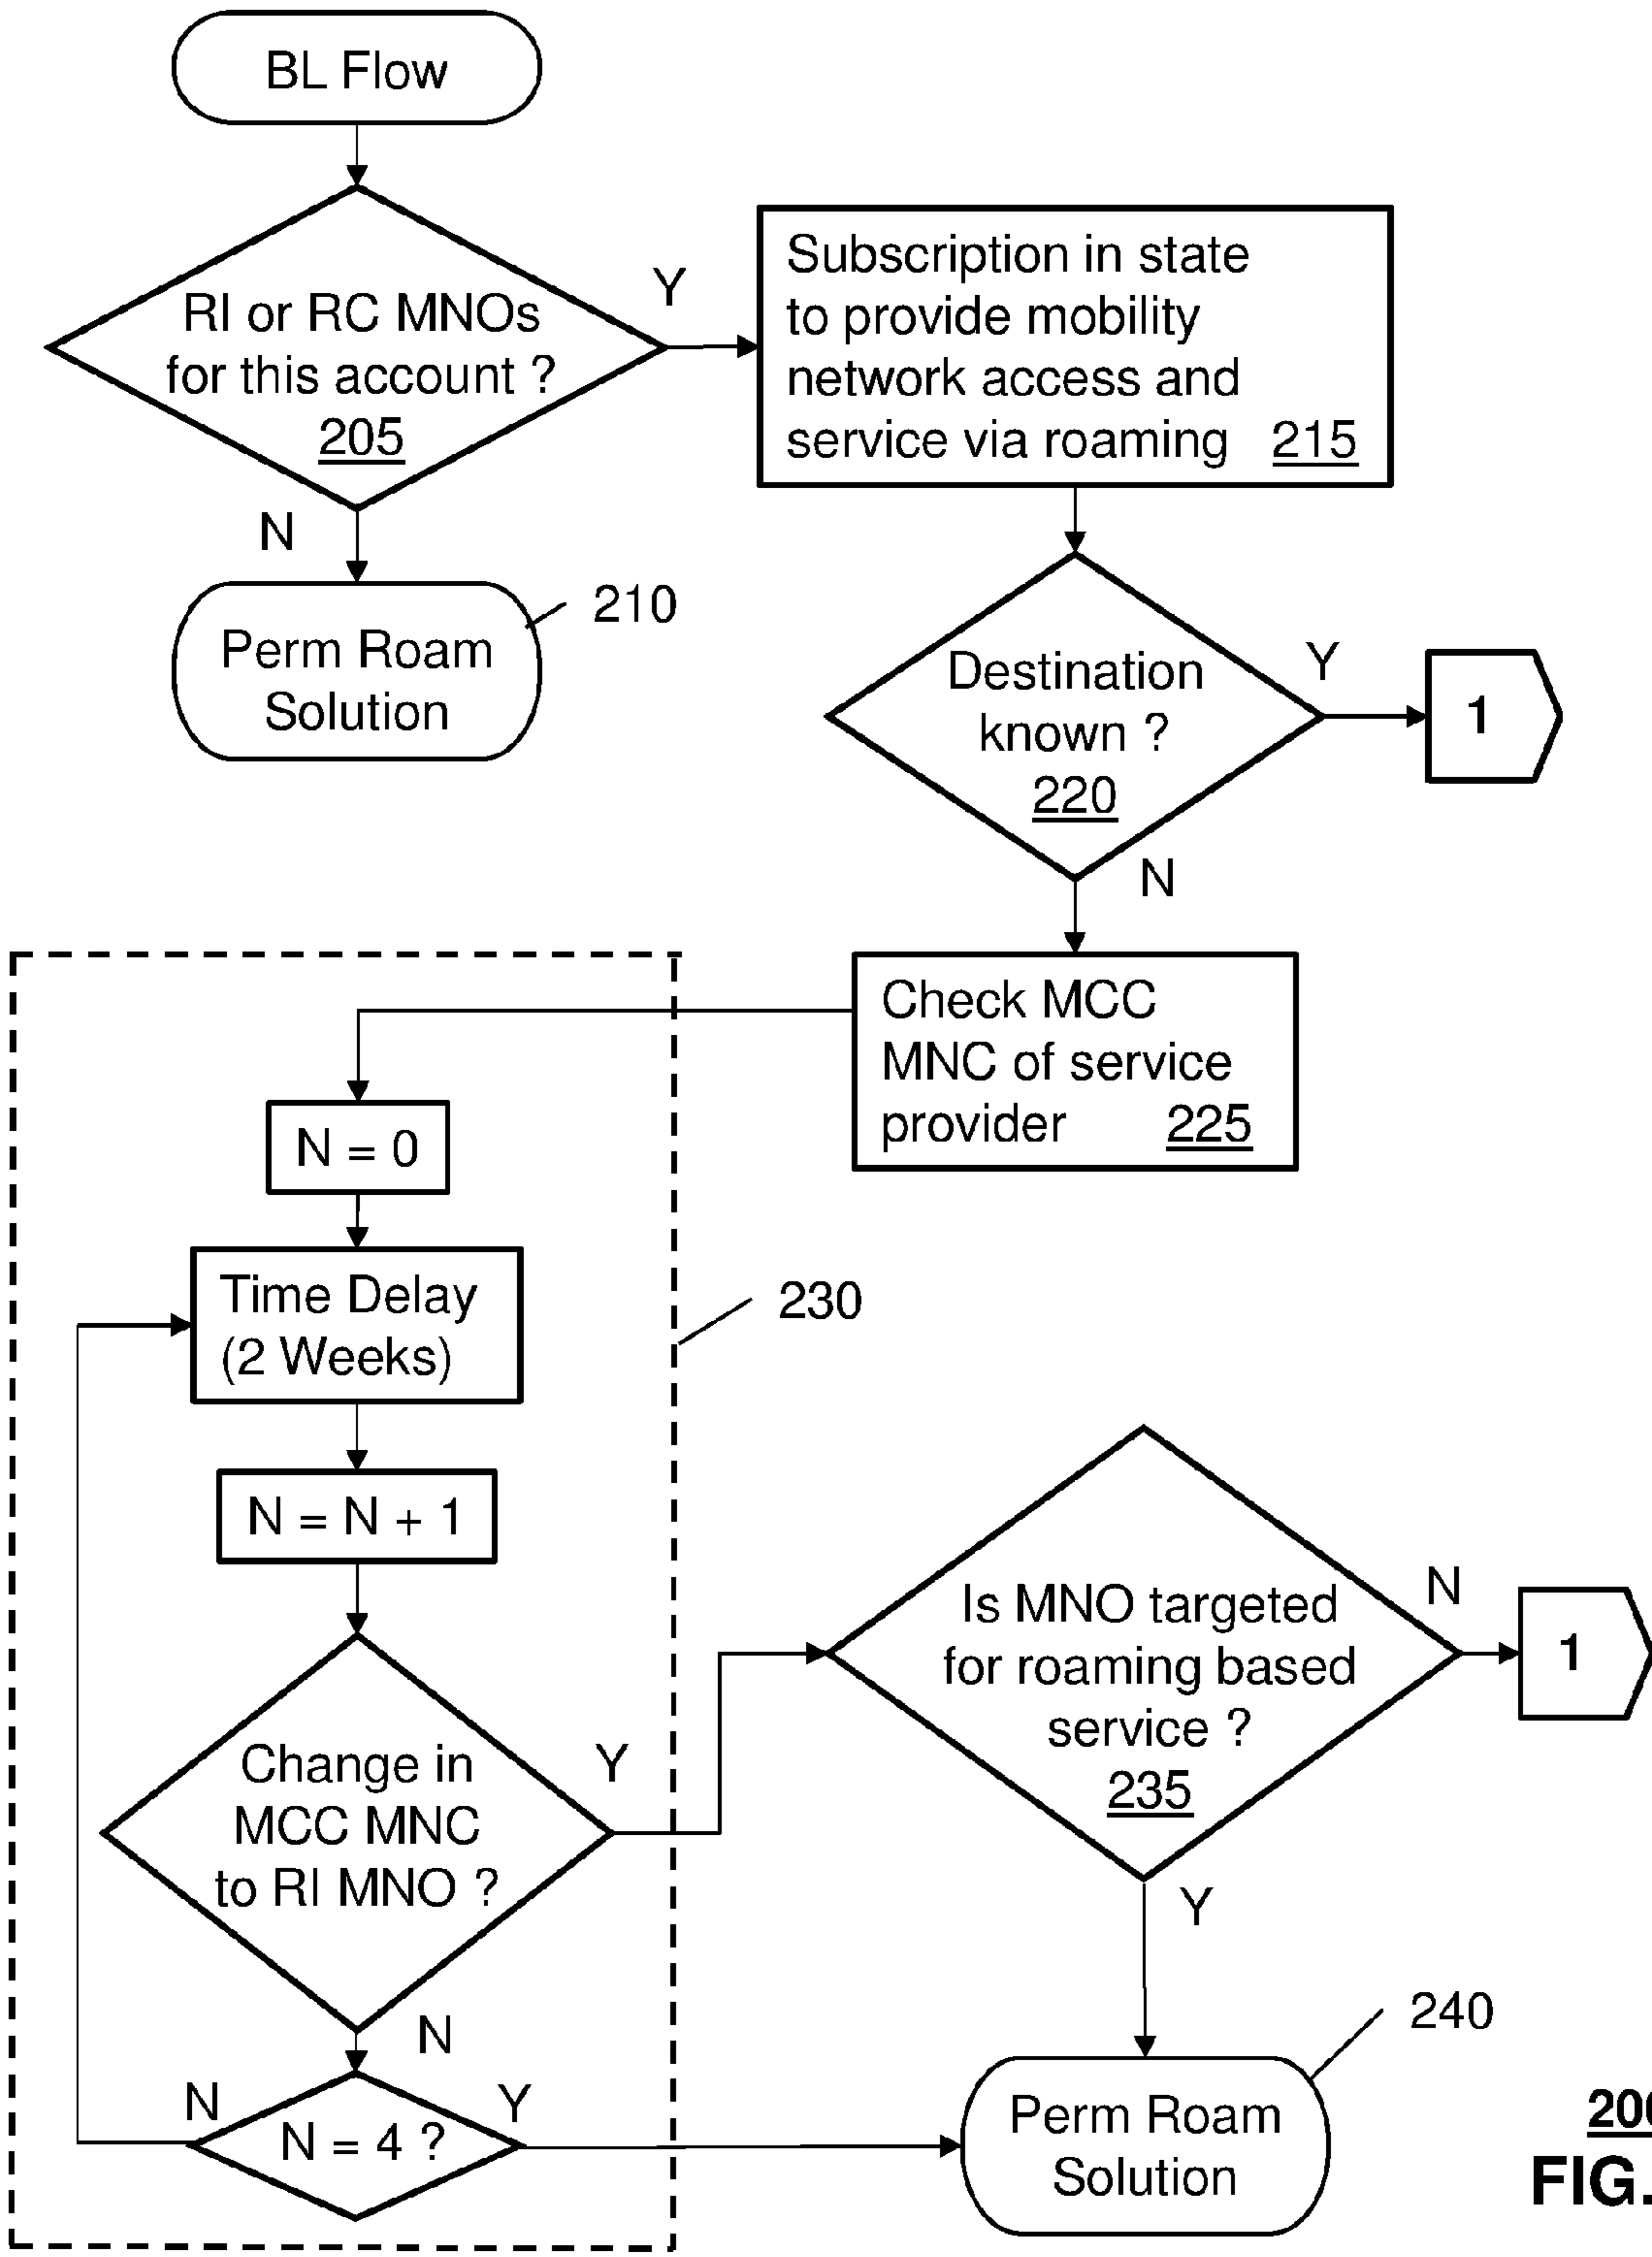 BL Flow
RI or RC MNOs
for this account ?
205
Y
N
Subscription in state
to provide mobility
network access and
service via roaming 215
Perm Roam
Solution
210
Destination
known ?
220
Y
1
N
Check MCC
MNC of service
provider 225
N = 0
Time Delay
(2 Weeks)
230
N = N + 1
Change in
MCC MNC
to RI MNO ?
Y
N
Is MNO targeted
for roaming based
service ?
235
N
1
Y
N = 4 ?
N
Y
Perm Roam
Solution
240
FIG.